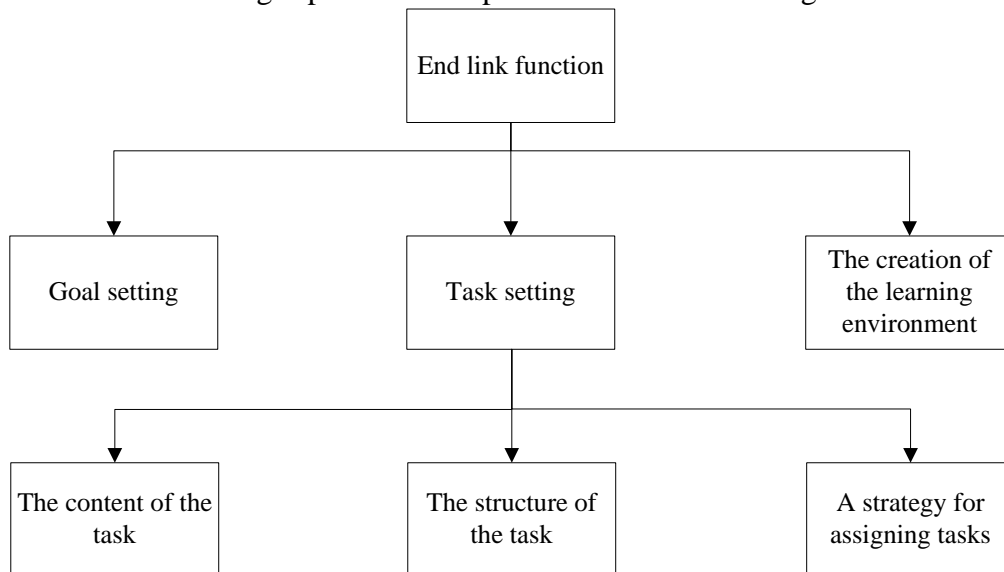 End link function
Goal setting
Task setting
The creation of
the learning
environment
The content of the
task
The structure of
the task
A strategy for
assigning tasks